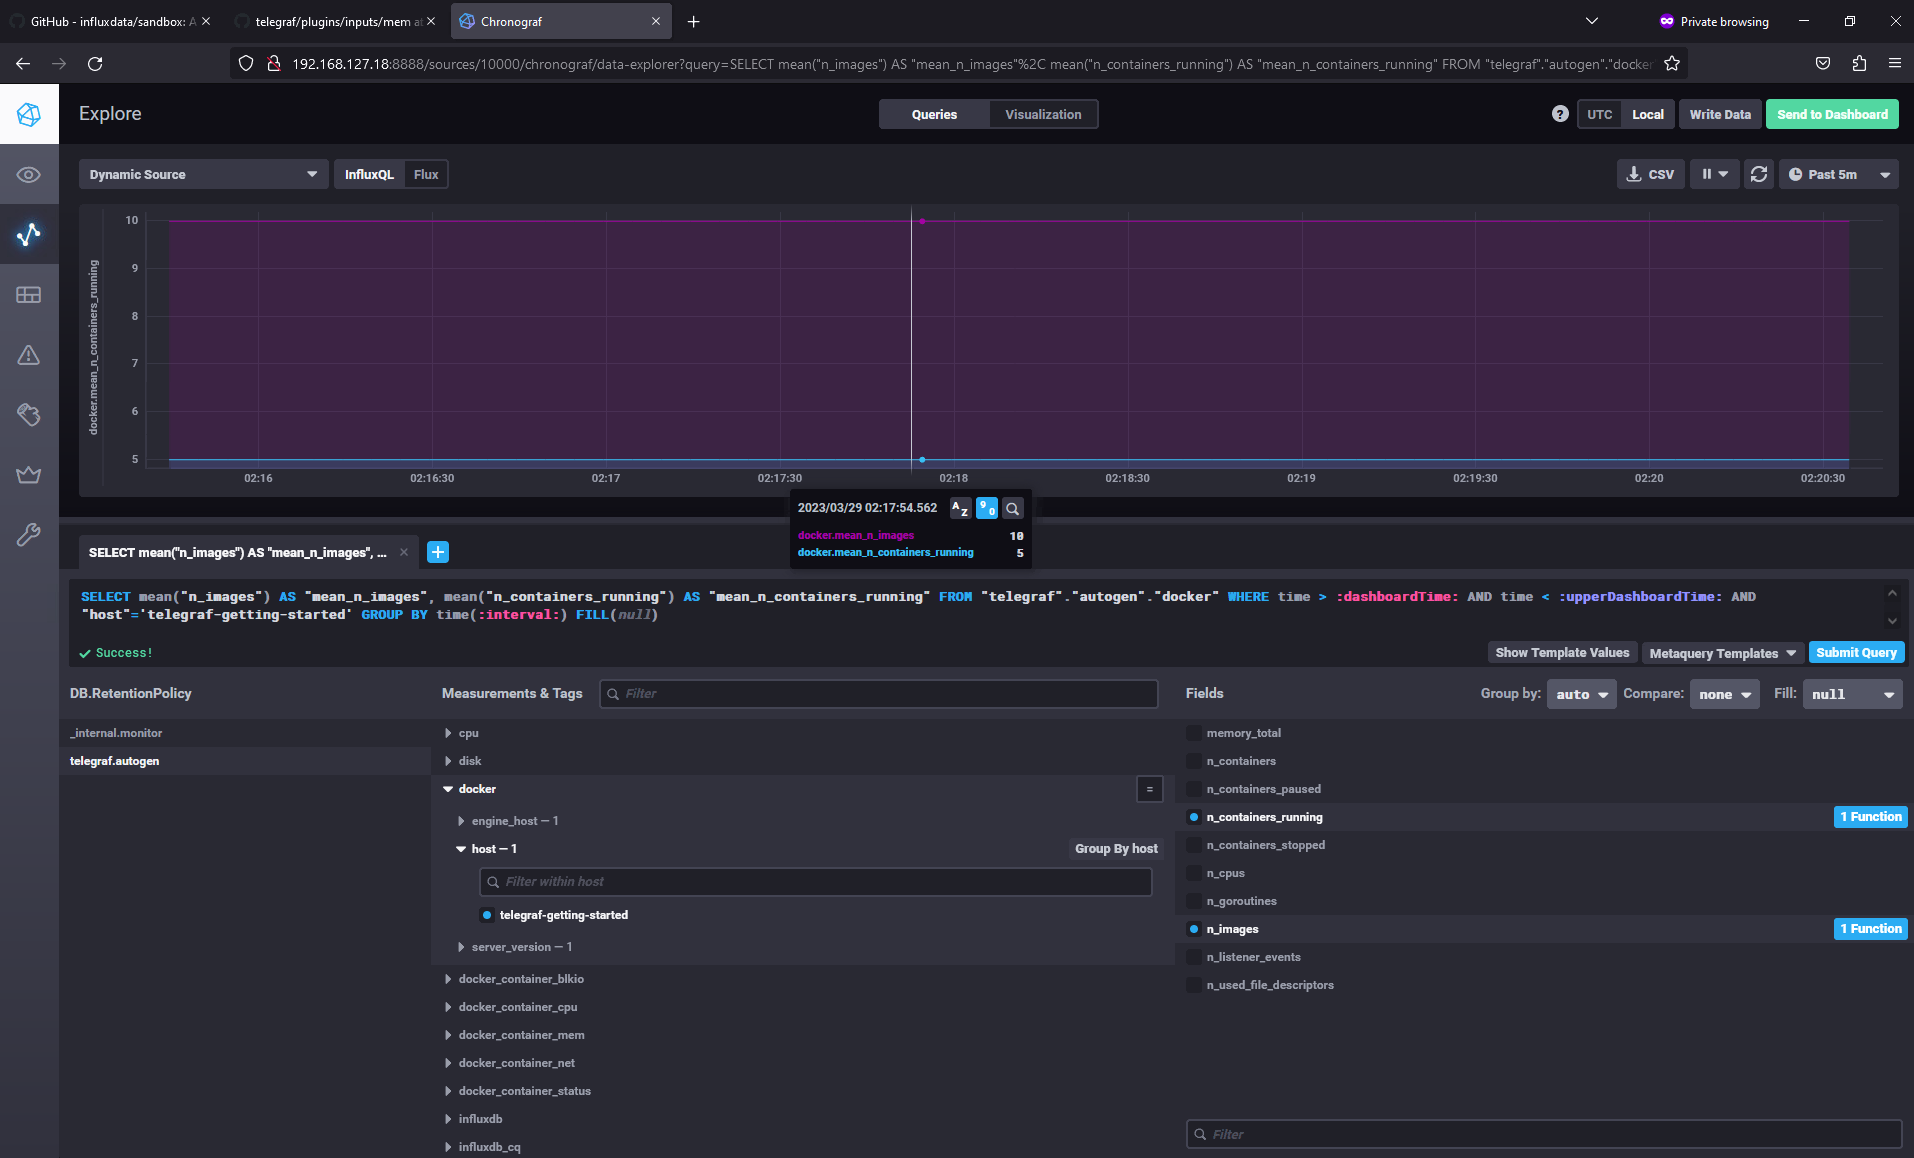 GitHub - influxdata/sandbox: A
telegraf/plugins/inputs/mem at
Chronograf
Private browsing
192.168.127.18:8888/sources/10000/chronograf/data-explorer?query=SELECT mean("n_images") AS "mean_n_images"%2C mean("n_containers_running") AS "mean_n_containers_running" FROM "telegraf"."autogen"."docker
Explore
Queries
Visualization
?
UTC
Local
Write Data
Send to Dashboard
Dynamic Source
InfluxQL
Flux
CSV
Past 5m
docker.mean_n_containers_running
10
9
8
7
6
5
02:16
02:16:30
02:17
02:17:30
02:18
02:18:30
02:19
02:19:30
02:20
02:20:30
2023/03/29 02:17:54.562
A Z
9 0
docker.mean_n_images 10
docker.mean_n_containers_running 5
SELECT mean("n_images") AS "mean_n_images", ...
SELECT mean("n_images") AS "mean_n_images", mean("n_containers_running") AS "mean_n_containers_running" FROM "telegraf"."autogen"."docker" WHERE time > :dashboardTime: AND time < :upperDashboardTime: AND
"host"='telegraf-getting-started' GROUP BY time(:interval:) FILL(null)
Success!
Show Template Values
Metaquery Templates
Submit Query
DB.RetentionPolicy
_internal.monitor
telegraf.autogen
Measurements & Tags
Filter
cpu
disk
docker
=
engine_host — 1
host — 1
Group By host
Filter within host
telegraf-getting-started
server_version — 1
docker_container_blkio
docker_container_cpu
docker_container_mem
docker_container_net
docker_container_status
influxdb
influxdb_cq
Fields
Group by: auto
Compare: none
Fill: null
memory_total
n_containers
n_containers_paused
n_containers_running
1 Function
n_containers_stopped
n_cpus
n_goroutines
n_images
1 Function
n_listener_events
n_used_file_descriptors
Filter